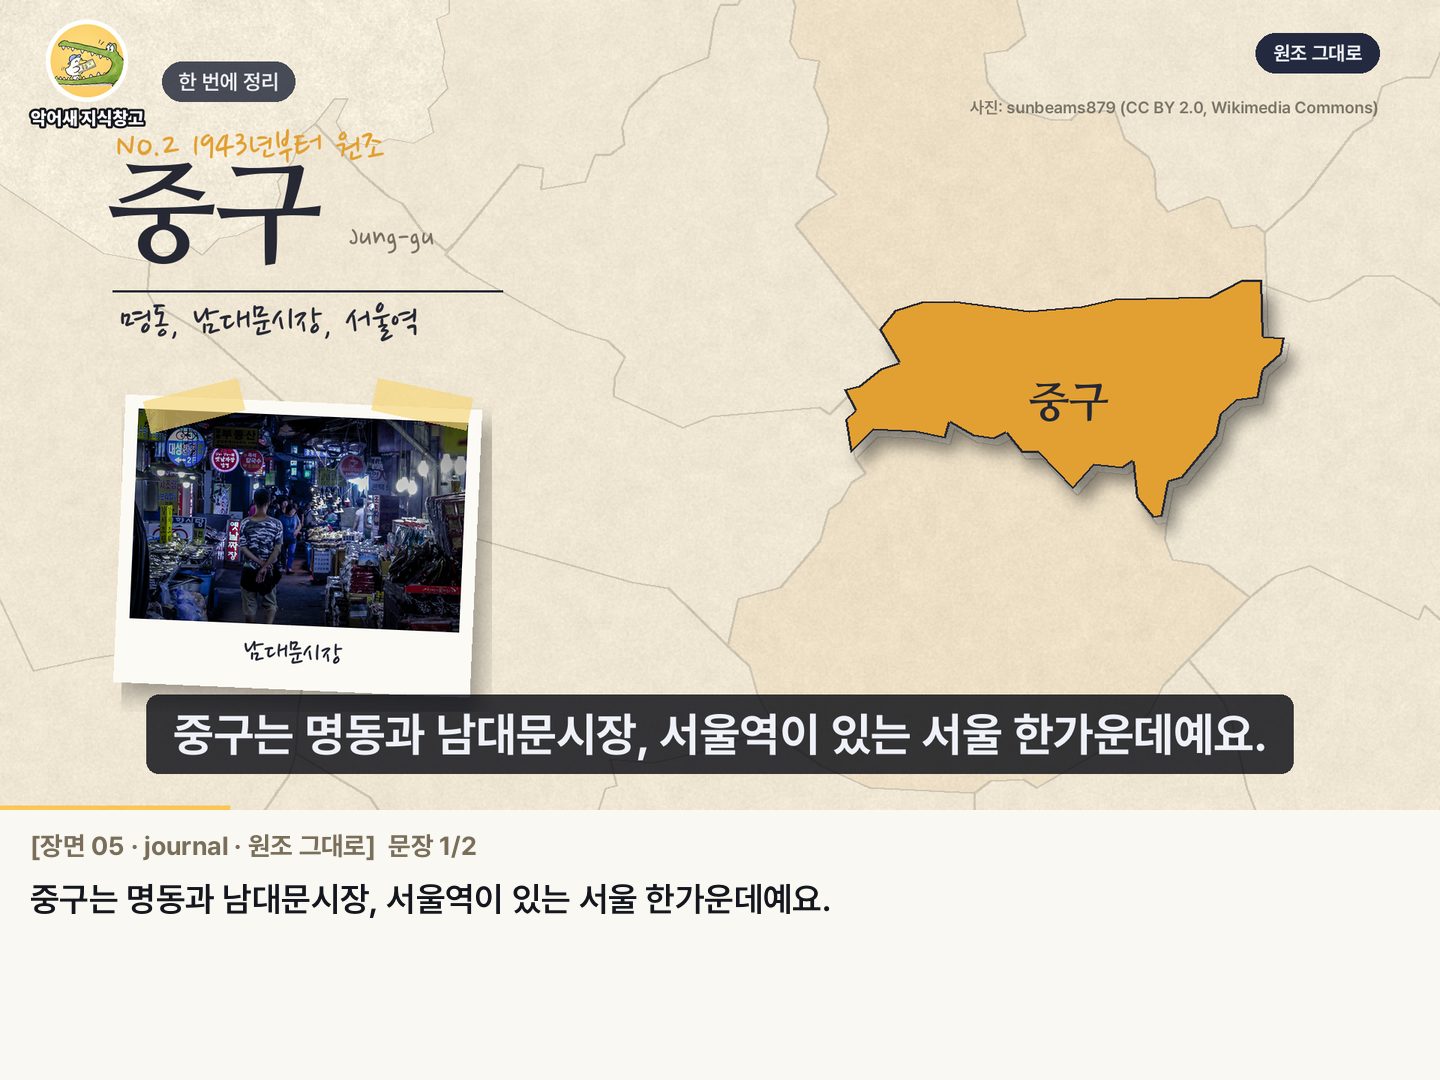 악어새 지식창고
한 번에 정리
원조 그대로
사진: sunbeams879 (CC BY 2.0, Wikimedia Commons)
NO.2 1943년부터 원조
중구
Jung-gu
명동, 남대문시장, 서울역
중구
옛날짜장
남대문시장
중구는 명동과 남대문시장, 서울역이 있는 서울 한가운데예요.
[장면 05 · journal · 원조 그대로] 문장 1/2
중구는 명동과 남대문시장, 서울역이 있는 서울 한가운데예요.